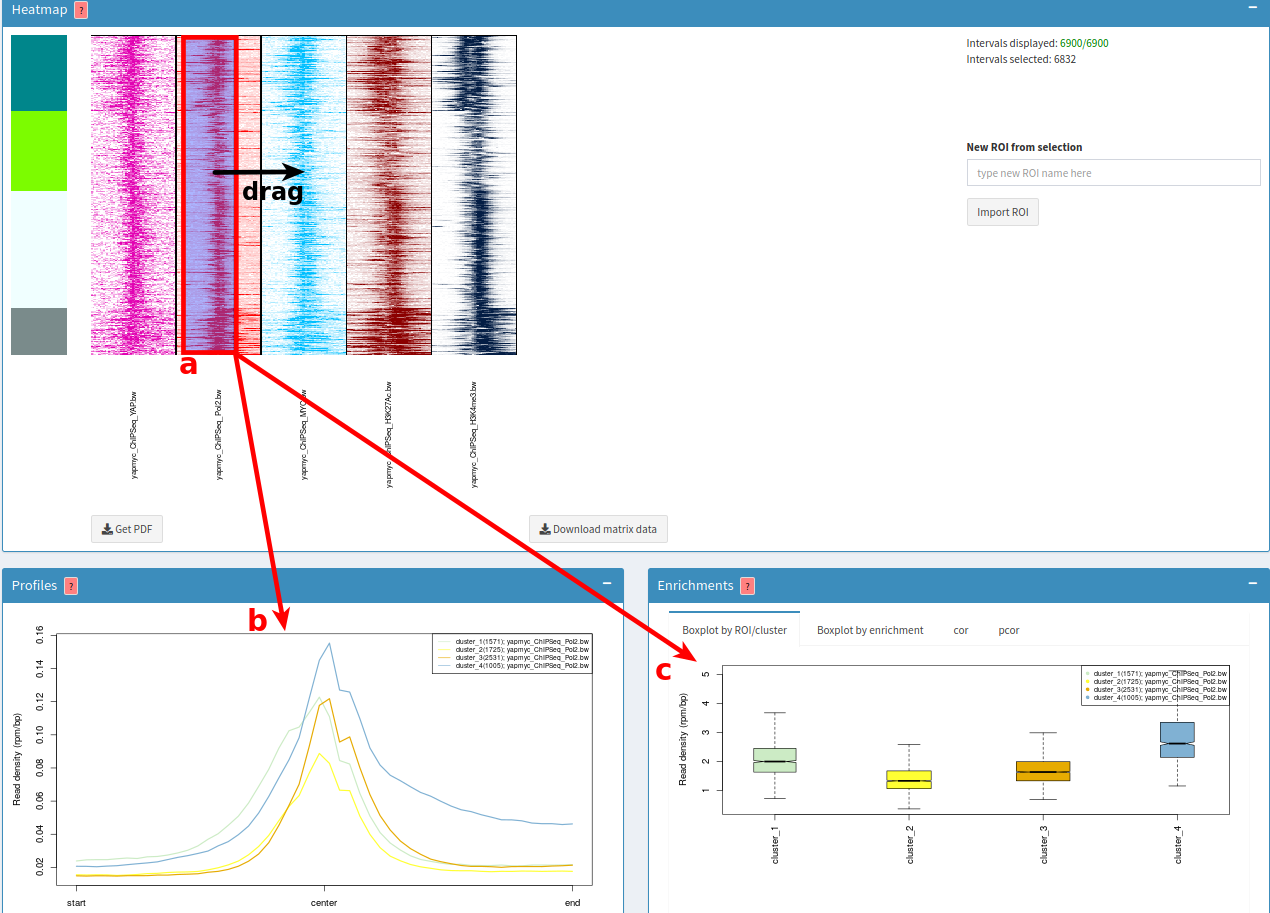 Heatmap ?
Intervals displayed: 6900/6900
Intervals selected: 6832
New ROI from selection
type new ROI name here
Import ROI
drag
a
yapmyc_ChIPSeq_YAP.bw
yapmyc_ChIPSeq_Pol2.bw
yapmyc_ChIPSeq_MYC.bw
yapmyc_ChIPSeq_H3K27Ac.bw
yapmyc_ChIPSeq_H3K4me3.bw
Get PDF
Download matrix data
Profiles ?
b
Read density (rpm/bp)
0.16
0.14
0.12
0.10
0.08
0.06
0.04
0.02
cluster_1(1571); yapmyc_ChIPSeq_Pol2.bw
cluster_2(1725); yapmyc_ChIPSeq_Pol2.bw
cluster_3(2531); yapmyc_ChIPSeq_Pol2.bw
cluster_4(1005); yapmyc_ChIPSeq_Pol2.bw
start center end
Enrichments ?
Boxplot by ROI/cluster Boxplot by enrichment cor pcor
c
Read density (rpm/bp)
5
4
3
2
1
cluster_1(1571); yapmyc_ChIPSeq_Pol2.bw
cluster_2(1725); yapmyc_ChIPSeq_Pol2.bw
cluster_3(2531); yapmyc_ChIPSeq_Pol2.bw
cluster_4(1005); yapmyc_ChIPSeq_Pol2.bw
cluster_1
cluster_2
cluster_3
cluster_4